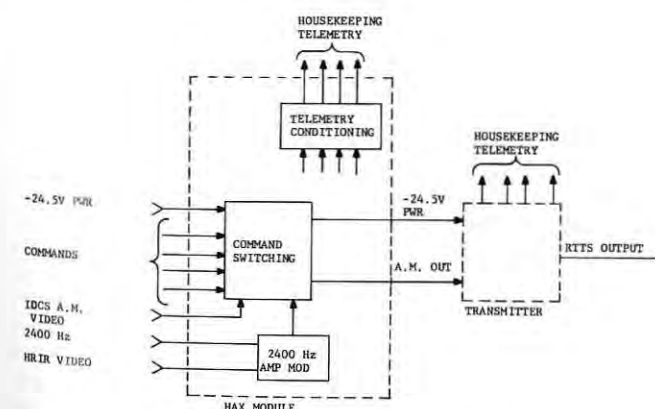 HOUSEKEEPING
TELEMETRY
TELEMETRY
CONDITIONING
HOUSEKEEPING
TELEMETRY
-24.5V PWR
COMMANDS
COMMAND
SWITCHING
-24.5V
PWR
A.M. OUT
RTTS OUTPUT
TRANSMITTER
IDCS A.M.
VIDEO
2400 Hz
HRIR VIDEO
2400 Hz
AMP MOD
HAX MODULE